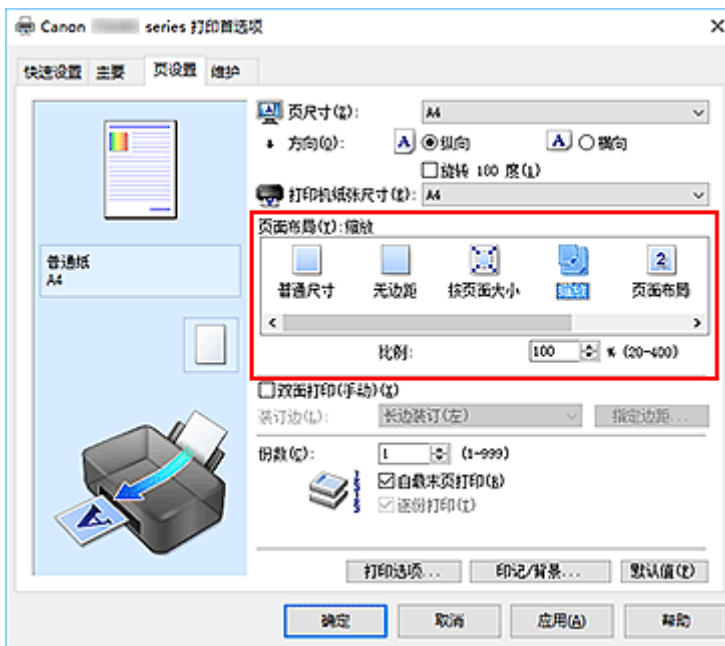 Canon series 打印首选项
快速设置 主要 页设置 维护
页尺寸(Z): A4
方向(O): A 纵向 A 横向
旋转 180 度(L)
打印机纸张尺寸(E): A4
页面布局(Y):缩放
普通尺寸 无边距 按页面大小 缩放 2 页面布局
比例: 100 % (20-400)
普通纸
A4
双面打印(手动)(X)
装订边(L): 长边装订(左) 指定边距...
份数(C): 1 (1-999)
自最末页打印(R)
逐份打印(T)
打印选项... 印记/背景... 默认值(F)
确定 取消 应用(A) 帮助